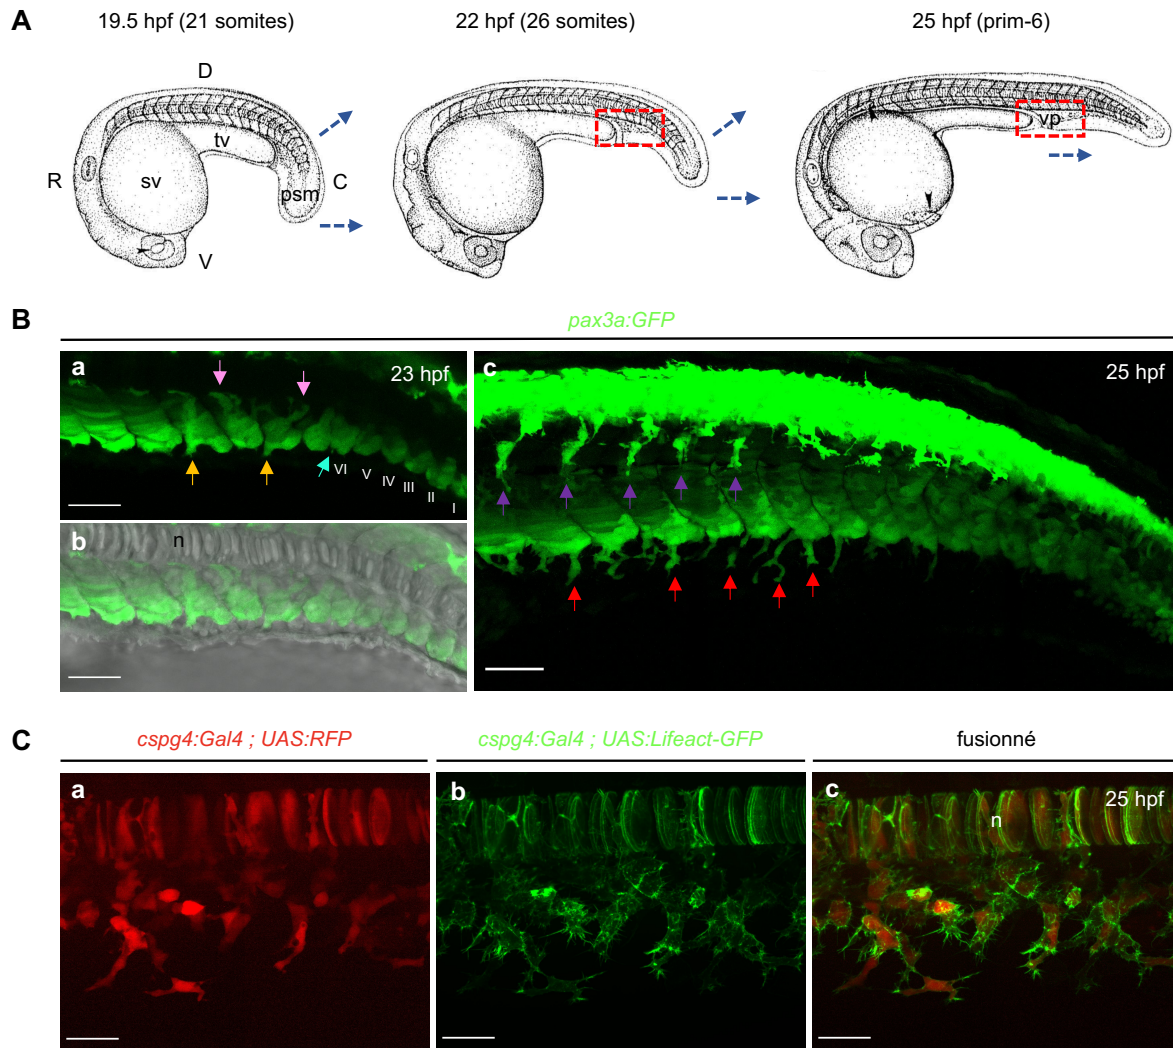 A
19.5 hpf (21 somites)
22 hpf (26 somites)
25 hpf (prim-6)
D
tv
R
sv
psm
C
V
vp
B
pax3a:GFP
a
23 hpf
VI
V
IV
III
II
I
b
n
c
25 hpf
C
cspg4:Gal4 ; UAS:RFP
cspg4:Gal4 ; UAS:Lifeact-GFP
fusionné
a
b
c
25 hpf
n